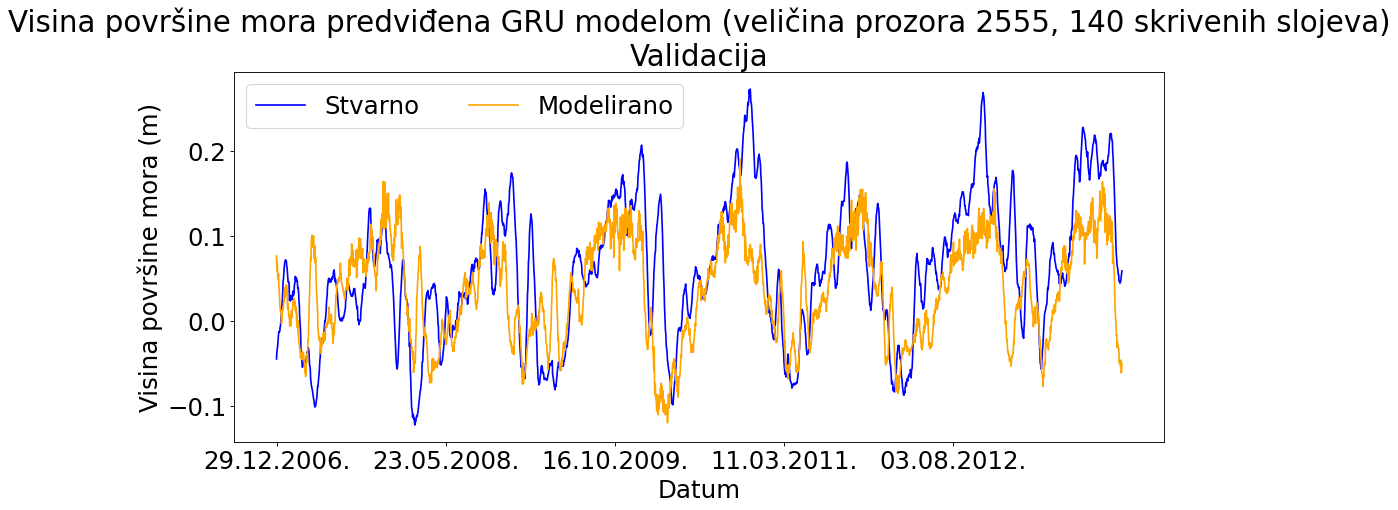 Visina površine mora predviđena GRU modelom (veličina prozora 2555, 140 skrivenih slojeva)
Validacija
Stvarno
Modelirano
Visina površine mora (m)
0.2
0.1
0.0
−0.1
29.12.2006.
23.05.2008.
16.10.2009.
11.03.2011.
03.08.2012.
Datum